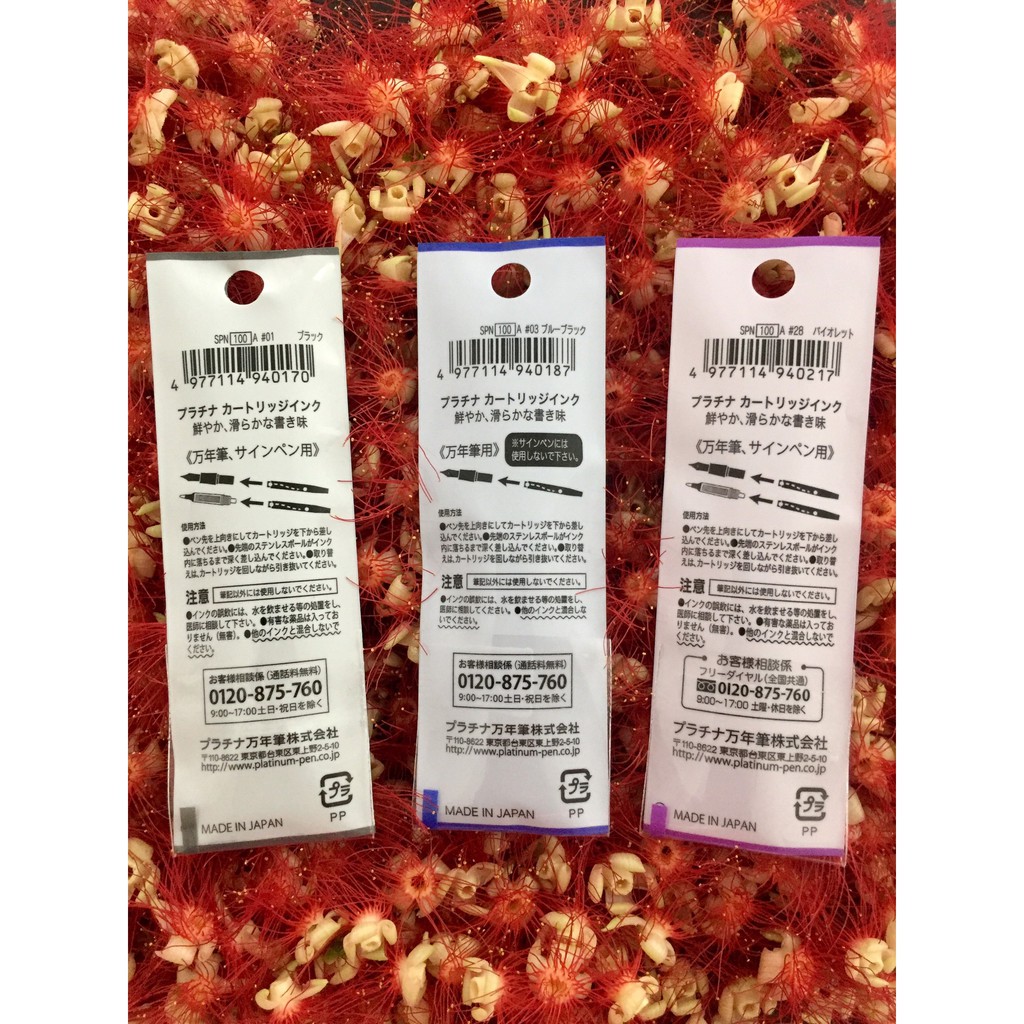 SPN 100 A #01 ブラック
4 977114 940170
プラチナ カートリッジインク
鮮やか、滑らかな書き味
《万年筆、サインペン用》
使用方法
●ペン先を上向きにしてカートリッジを下から差し
込んでください。●先端のステンレスボールがインク
内に落ちるまで深く差し込んでください。●取り替
えは、カートリッジを回しながら引き抜いてください。
注意 筆記以外には使用しないでください。
●インクの誤飲には、水を飲ませる等の処置をし、
医師に相談して下さい。●有害な薬品は入ってお
りません（無害）。●他のインクと混合しないで
ください。
お客様相談係（通話料無料）
0120-875-760
9:00〜17:00 土日・祝日を除く
プラチナ万年筆株式会社
〒110-8622 東京都台東区東上野2-5-10
http://www.platinum-pen.co.jp
プラ
MADE IN JAPAN PP
SPN 100 A #03 ブルーブラック
4 977114 940187
プラチナ カートリッジインク
鮮やか、滑らかな書き味
《万年筆用》
※サインペンには
使用しないで下さい。
使用方法
●ペン先を上向きにしてカートリッジを下から差し
込んでください。●先端のステンレスボールがインク
内に落ちるまで深く差し込んでください。●取り替
えは、カートリッジを回しながら引き抜いてください。
注意 筆記以外には使用しないでください。
●インクの誤飲には、水を飲ませる等の処置をし、
医師に相談してください。●他のインクと混合しな
いでください。
お客様相談係（通話料無料）
0120-875-760
9:00〜17:00 土日・祝日を除く
プラチナ万年筆株式会社
〒110-8622 東京都台東区東上野2-5-10
http://www.platinum-pen.co.jp
プラ
MADE IN JAPAN PP
SPN 100 A #28 バイオレット
4 977114 940217
プラチナ カートリッジインク
鮮やか、滑らかな書き味
《万年筆、サインペン用》
使用方法
●ペン先を上向きにしてカートリッジを下から差し
込んでください。●先端のステンレスボールがインク
内に落ちるまで深く差し込んでください。●取り替
えは、カートリッジを回しながら引き抜いてください。
注意 筆記以外には使用しないでください。
●インクの誤飲には、水を飲ませる等の処置をし、
医師に相談して下さい。●有害な薬品は入ってお
りません（無害）。●他のインクと混合しないで
ください。
お客様相談係
フリーダイヤル（全国共通）
0120-875-760
9:00〜17:00 土曜・休日を除く
プラチナ万年筆株式会社
〒110-8622 東京都台東区東上野2-5-10
http://www.platinum-pen.co.jp
プラ
MADE IN JAPAN PP